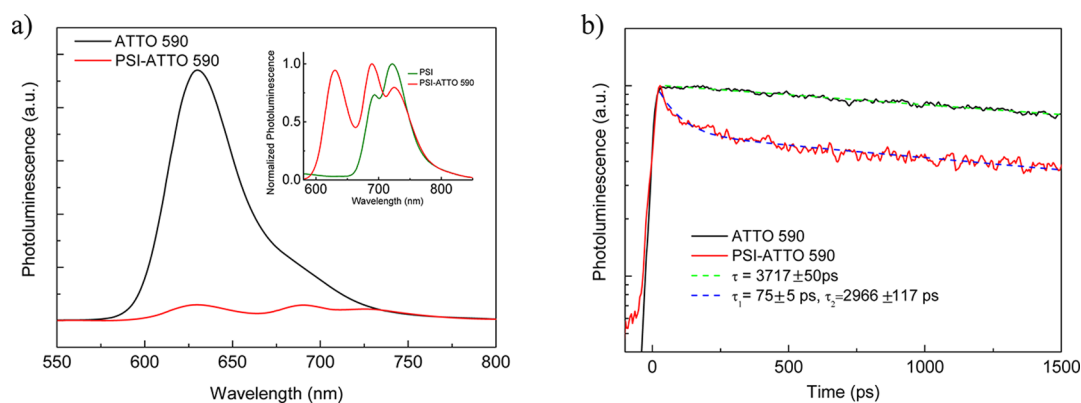 a)
ATTO 590
PSI-ATTO 590
Photoluminescence (a.u.)
Normalized Photoluminescence
1.0
0.5
0.0
PSI
PSI-ATTO 590
600
700
800
Wavelength (nm)
550
600
650
700
750
800
Wavelength (nm)
b)
Photoluminescence (a.u.)
ATTO 590
PSI-ATTO 590
τ = 3717±50ps
τ₁= 75±5 ps, τ₂=2966 ±117 ps
0
500
1000
1500
Time (ps)